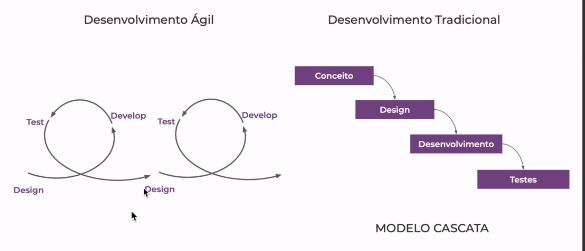 Desenvolvimento Ágil
Test
Develop
Design
Test
Develop
Design
Desenvolvimento Tradicional
Conceito
Design
Desenvolvimento
Testes
MODELO CASCATA